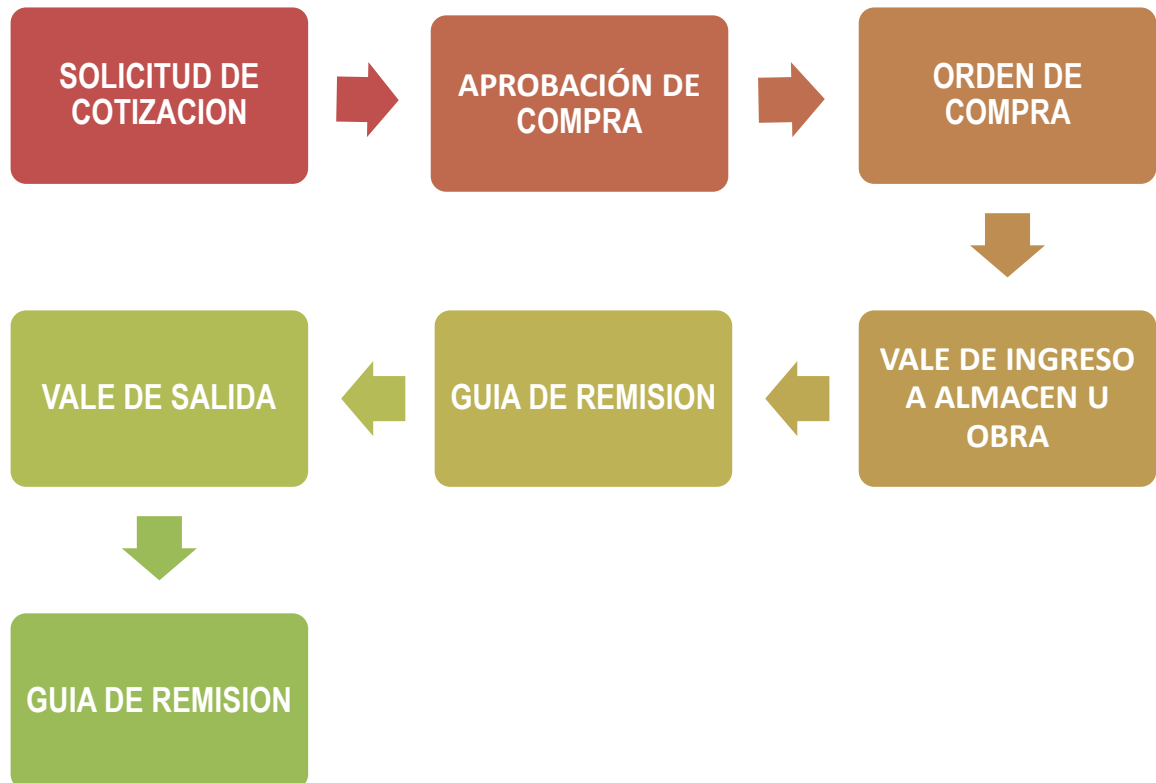 SOLICITUD DE
COTIZACION
APROBACIÓN DE
COMPRA
ORDEN DE
COMPRA
VALE DE INGRESO
A ALMACEN U
OBRA
GUIA DE REMISION
VALE DE SALIDA
GUIA DE REMISION